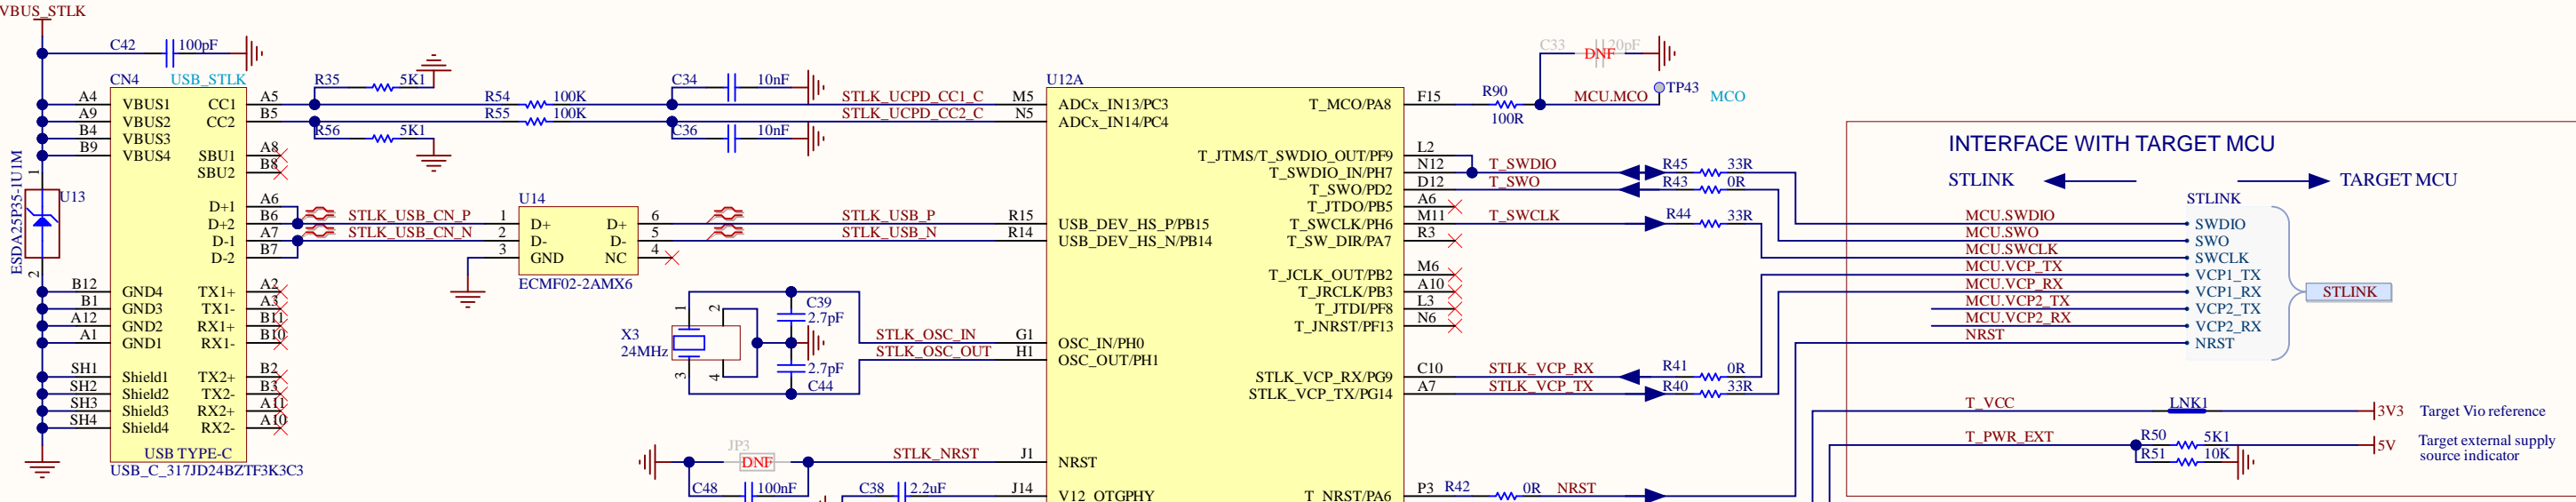 VBUS_STLK
C42 100pF
CN4 USB_STLK
A4 VBUS1 CC1 A5
A9 VBUS2 CC2 B5
B4 VBUS3
B9 VBUS4 SBU1 A8
SBU2 B8
D+1 A6
D+2 B6
D-1 A7
D-2 B7
B12 GND4 TX1+ A2
B1 GND3 TX1- A3
A12 GND2 RX1+ B11
A1 GND1 RX1- B10
SH1 Shield1 TX2+ B2
SH2 Shield2 TX2- B3
SH3 Shield3 RX2+ A11
SH4 Shield4 RX2- A10
USB TYPE-C
USB_C_317JD24BZTF3K3C3
ESDA25P35-1U1M
1
U13
2
R35 5K1
R54 100K
R55 100K
R56 5K1
C34 10nF
C36 10nF
STLK_UCPD_CC1_C
STLK_UCPD_CC2_C
STLK_USB_CN_P
STLK_USB_CN_N
U14
1 D+ D+ 6
2 D- D- 5
3 GND NC 4
ECMF02-2AMX6
STLK_USB_P
STLK_USB_N
X3
24MHz
1 2
3 4
C39
2.7pF
2.7pF
C44
STLK_OSC_IN
STLK_OSC_OUT
JP3
DNF
STLK_NRST
C48 100nF
C38 2.2uF
U12A
M5 ADCx_IN13/PC3
N5 ADCx_IN14/PC4
R15 USB_DEV_HS_P/PB15
R14 USB_DEV_HS_N/PB14
G1 OSC_IN/PH0
H1 OSC_OUT/PH1
J1 NRST
J14 V12_OTGPHY
T_MCO/PA8 F15
T_JTMS/T_SWDIO_OUT/PF9 L2
T_SWDIO_IN/PH7 N12
T_SWO/PD2 D12
T_JTDO/PB5 A6
T_SWCLK/PH6 M11
T_SW_DIR/PA7 R3
T_JCLK_OUT/PB2 M6
T_JRCLK/PB3 A10
T_JTDI/PF8 L3
T_JNRST/PF13 N6
STLK_VCP_RX/PG9 C10
STLK_VCP_TX/PG14 A7
T_NRST/PA6 P3
C33 DNF 20pF
R90
100R
MCU.MCO
TP43
MCO
T_SWDIO R45 33R
T_SWO R43 0R
T_SWCLK R44 33R
STLK_VCP_RX R41 0R
STLK_VCP_TX R40 33R
R42 0R NRST
INTERFACE WITH TARGET MCU
STLINK TARGET MCU
STLINK
MCU.SWDIO SWDIO
MCU.SWO SWO
MCU.SWCLK SWCLK
MCU.VCP_TX VCP1_TX
MCU.VCP_RX VCP1_RX
MCU.VCP2_TX VCP2_TX
MCU.VCP2_RX VCP2_RX
NRST NRST
STLINK
T_VCC LNK1 3V3 Target Vio reference
T_PWR_EXT R50 5K1 5V Target external supply
source indicator
R51 10K